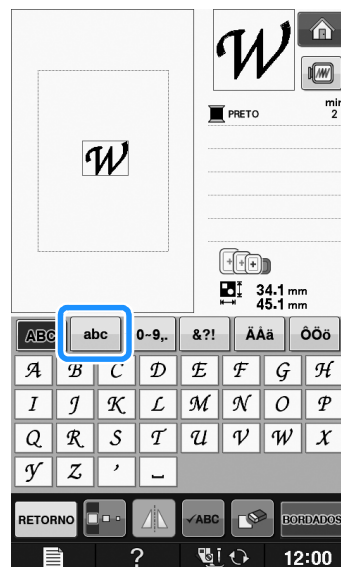 W
PRETO
min
2
W
34.1 mm
45.1 mm
ABC abc 0~9,. &?! ÄÅä ÔÖö
A B C D E F G H
I J K L M N O P
Q R S T U V W X
Y Z ’ ⎵
RETORNO ✓ABC BORDADOS
? 12:00